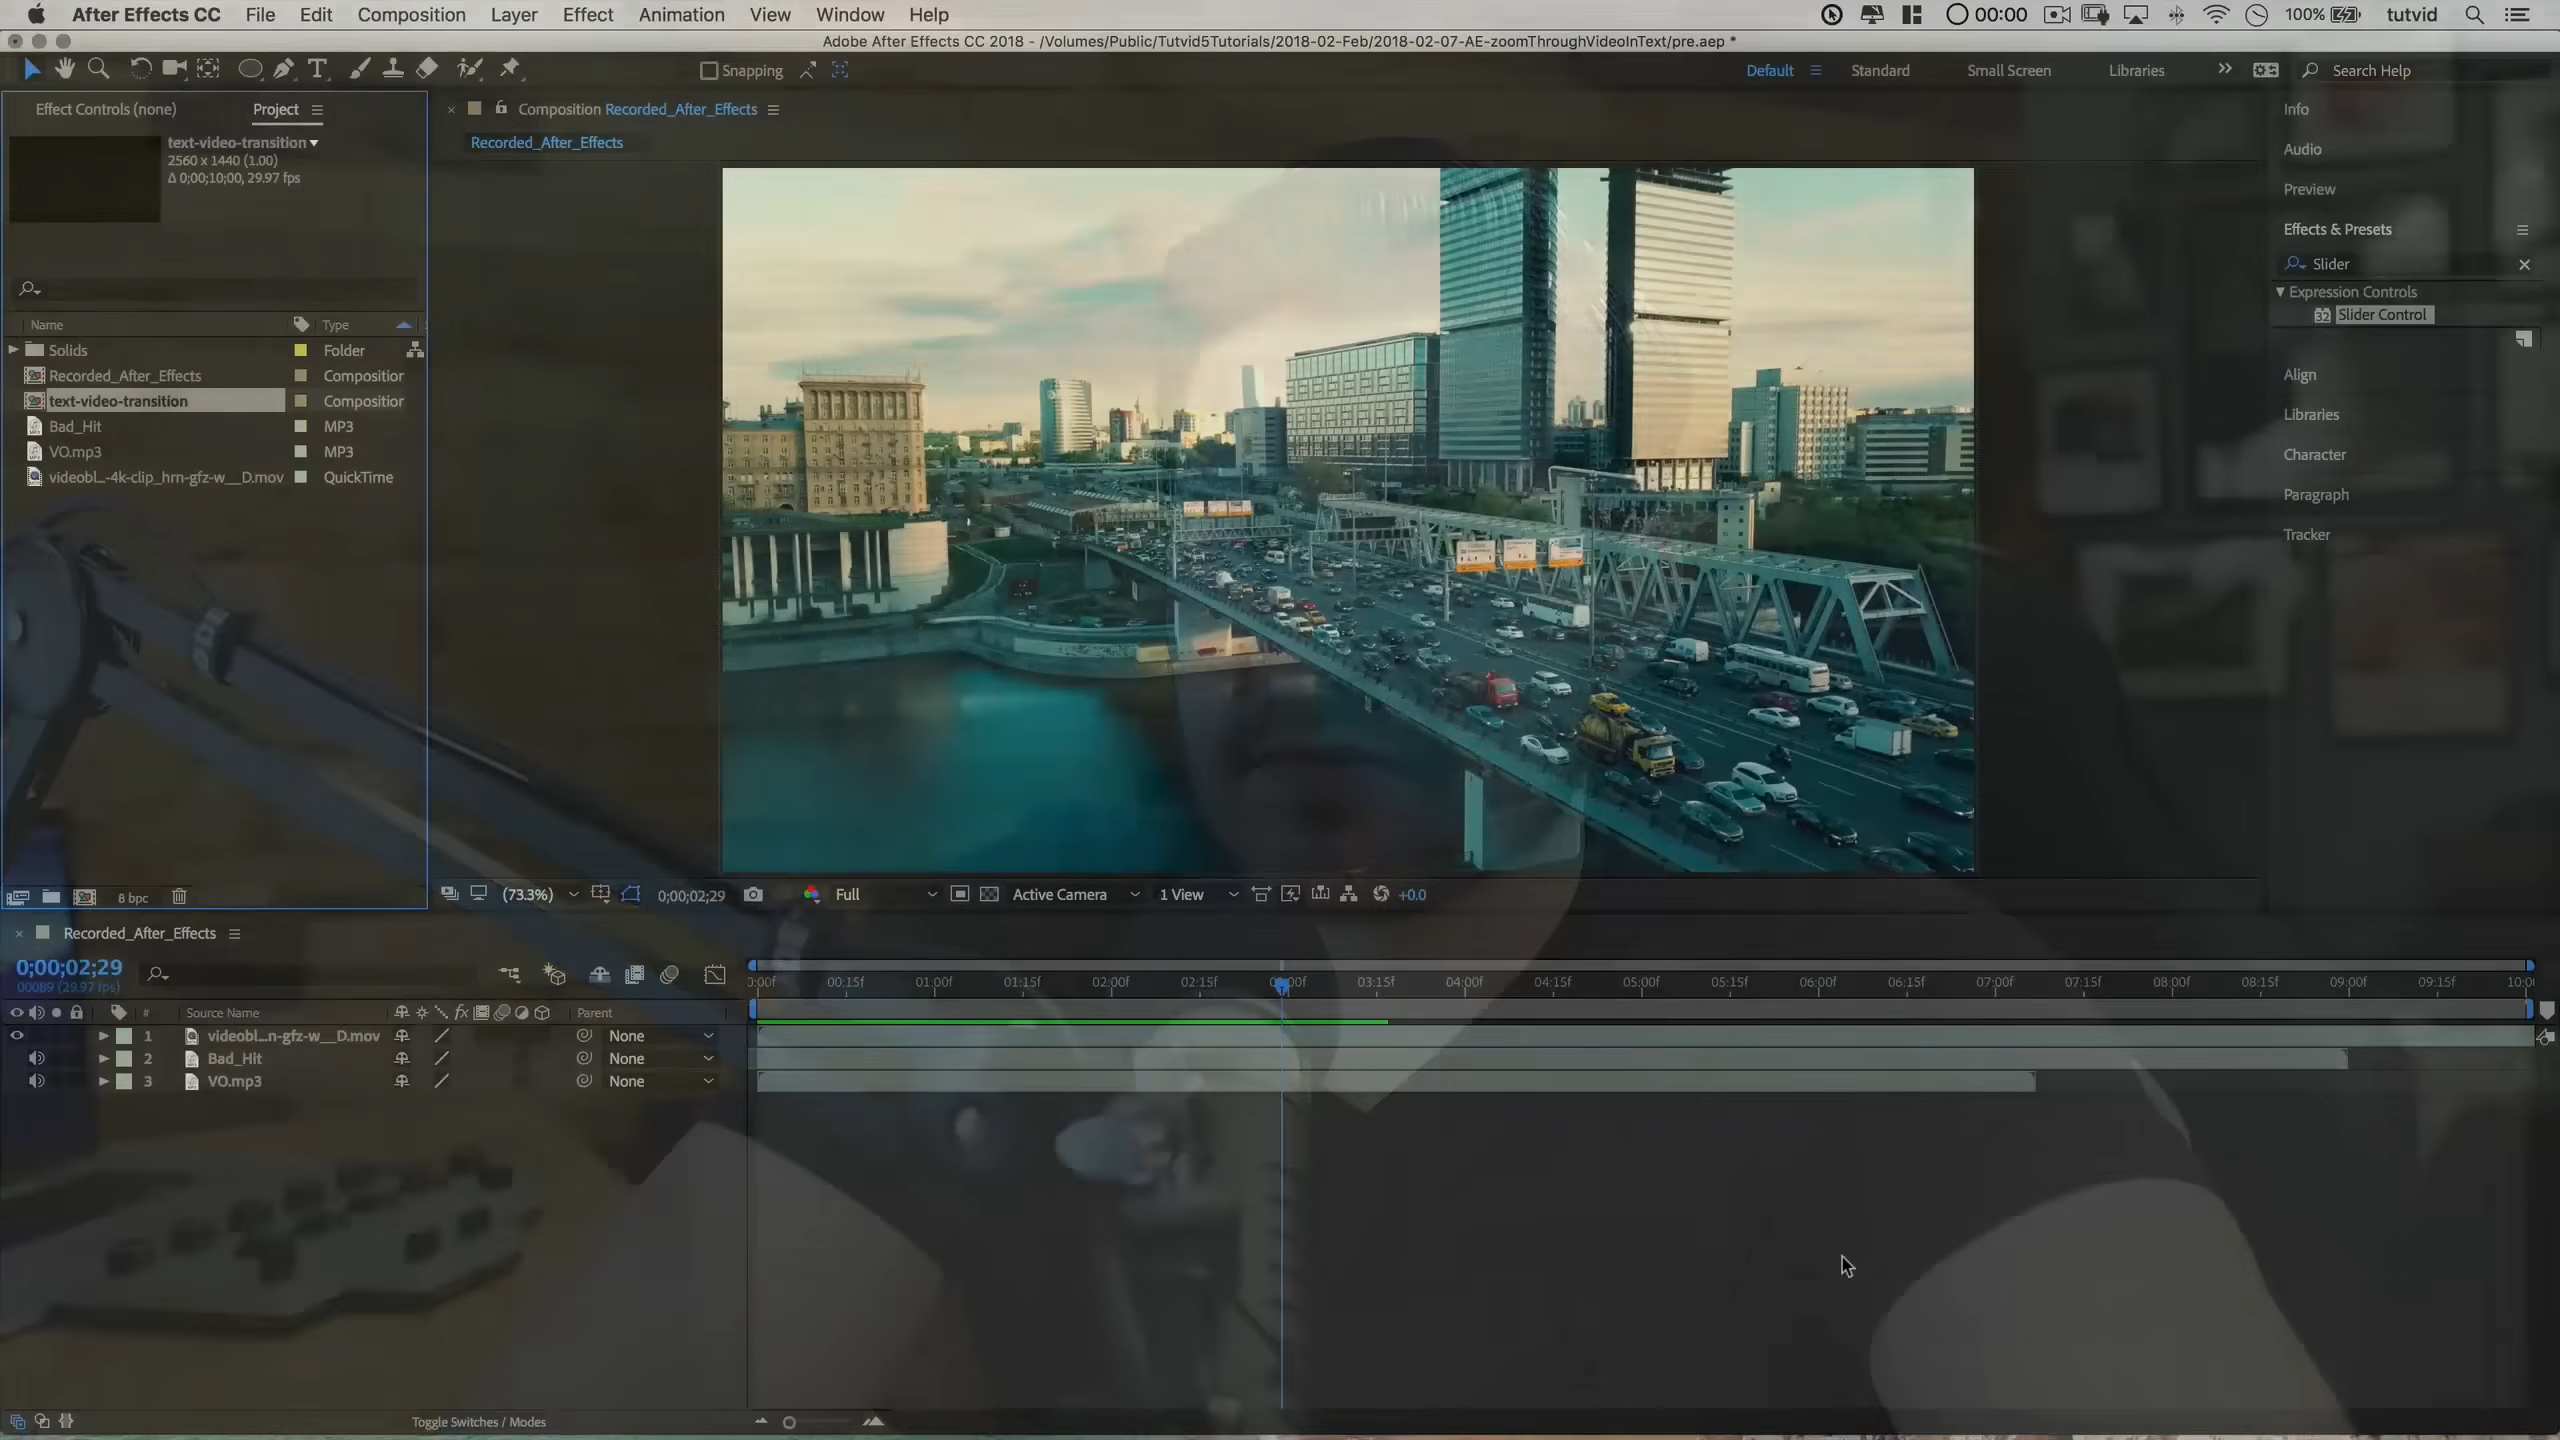 After Effects CC File Edit Composition Layer Effect Animation View Window Help 00:00 100% tutvid
Adobe After Effects CC 2018 - /Volumes/Public/Tutvid5Tutorials/2018-02-Feb/2018-02-07-AE-zoomThroughVideoInText/pre.aep *
Snapping Default Standard Small Screen Libraries Search Help
Effect Controls (none) Project
text-video-transition
2560 x 1440 (1.00)
Δ 0;00;10;00, 29.97 fps
Name Type
Solids Folder
Recorded_After_Effects Composition
text-video-transition Composition
Bad_Hit MP3
VO.mp3 MP3
videobl...-4k-clip_hrn-gfz-w__D.mov QuickTime
8 bpc
Composition Recorded_After_Effects
Recorded_After_Effects
(73.3%) 0;00;02;29 Full Active Camera 1 View +0.0
Info
Audio
Preview
Effects & Presets
Slider
Expression Controls
32 Slider Control
Align
Libraries
Character
Paragraph
Tracker
RODE
Recorded_After_Effects
0;00;02;29
00089 (29.97 fps)
# Source Name fx Parent
1 videobl...n-gfz-w__D.mov None
2 Bad_Hit None
3 VO.mp3 None
00:15f 01:00f 01:15f 02:00f 02:15f 03:15f 04:00f 04:15f 05:00f 05:15f 06:00f 06:15f 07:00f 07:15f 08:00f 08:15f 09:00f 09:15f
Toggle Switches / Modes